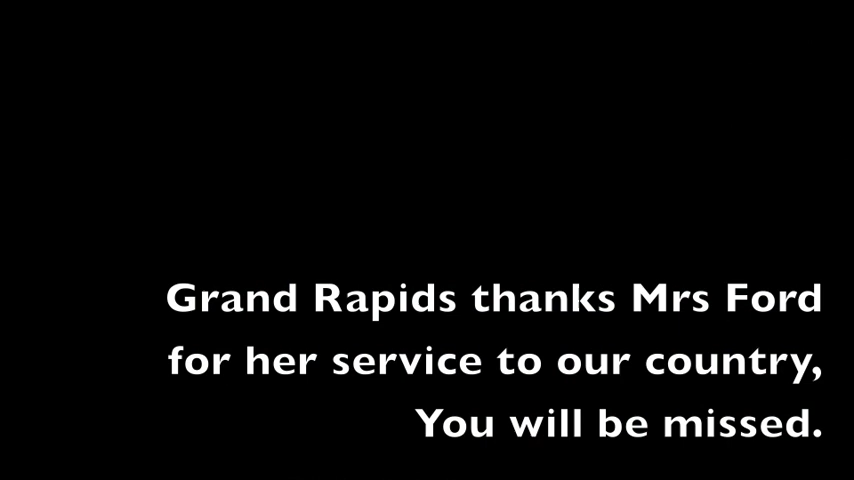 Grand Rapids thanks Mrs Ford
for her service to our country,
You will be missed.